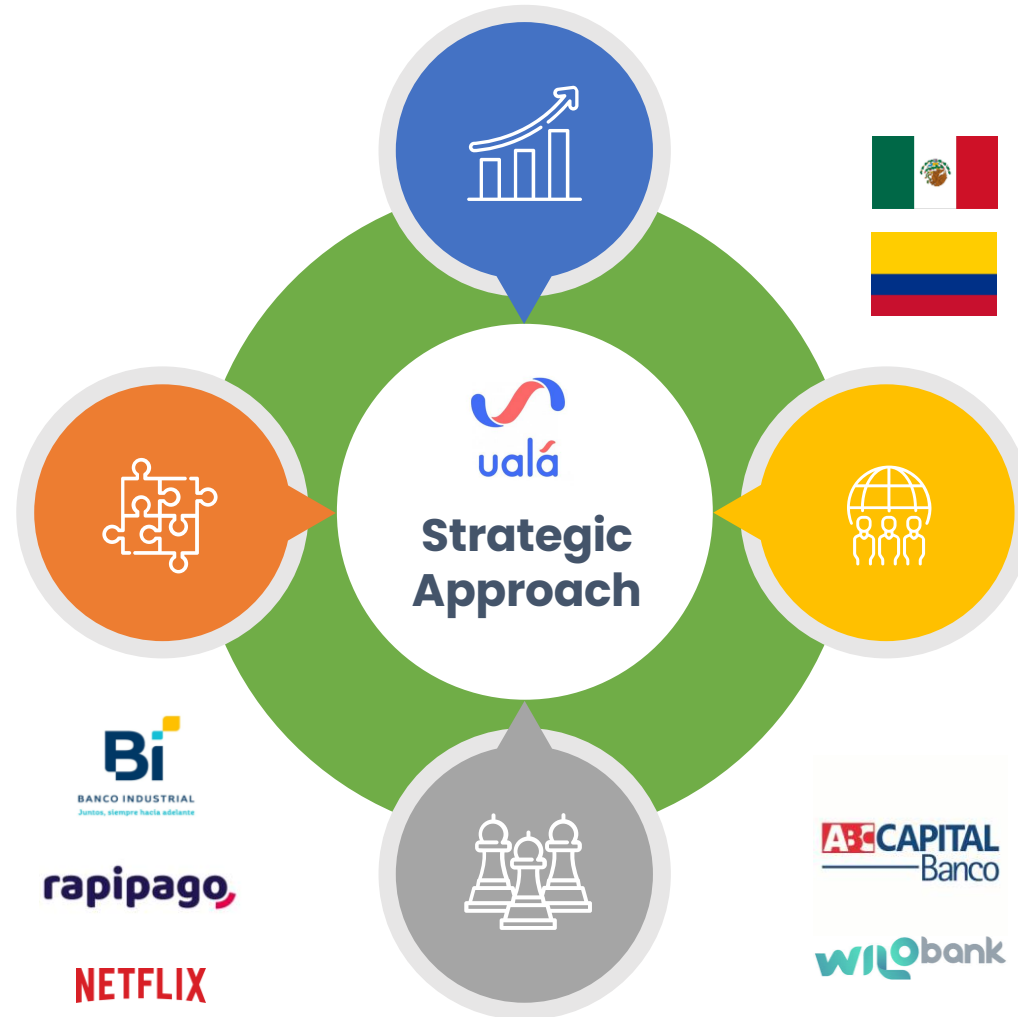 ualá
Strategic
Approach
Bi
BANCO INDUSTRIAL
Juntos, siempre hacia adelante
rapipago
NETFLIX
ABC CAPITAL
Banco
wilobank